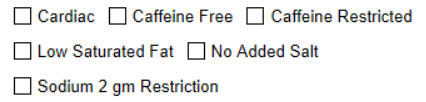 ☐ Cardiac ☐ Caffeine Free ☐ Caffeine Restricted
☐ Low Saturated Fat ☐ No Added Salt
☐ Sodium 2 gm Restriction